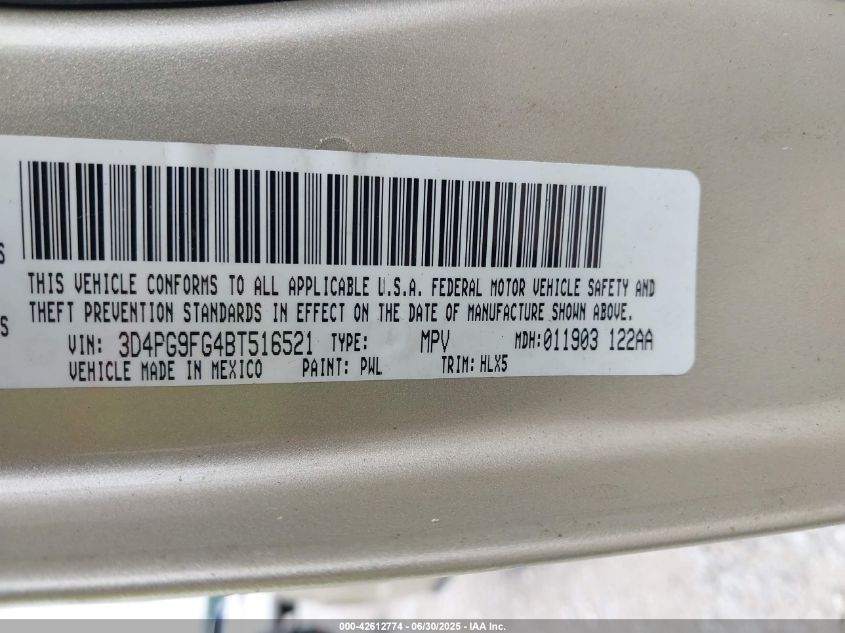 S
THIS VEHICLE CONFORMS TO ALL APPLICABLE U.S.A. FEDERAL MOTOR VEHICLE SAFETY AND
THEFT PREVENTION STANDARDS IN EFFECT ON THE DATE OF MANUFACTURE SHOWN ABOVE.
S
VIN: 3D4PG9FG4BT516521 TYPE: MPV MDH:011903 122AA
VEHICLE MADE IN MEXICO PAINT: PWL TRIM: HLX5
000-42612774 - 06/30/2025 - IAA Inc.